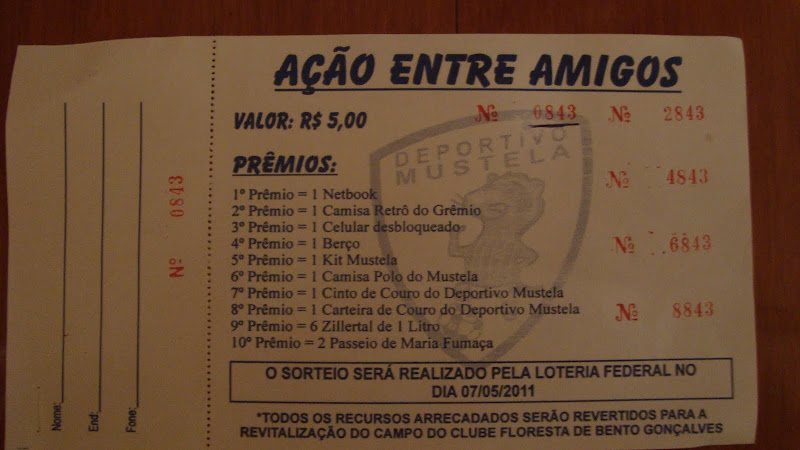 AÇÃO ENTRE AMIGOS
VALOR: R$ 5,00
Nº 0843 Nº 2843
DEPORTIVO
MUSTELA
PRÊMIOS:
Nº 4843
1º Prêmio = 1 Netbook
2º Prêmio = 1 Camisa Retrô do Grêmio
3º Prêmio = 1 Celular desbloqueado
4º Prêmio = 1 Berço
Nº 6843
5º Prêmio = 1 Kit Mustela
6º Prêmio = 1 Camisa Polo do Mustela
7º Prêmio = 1 Cinto de Couro do Deportivo Mustela
8º Prêmio = 1 Carteira de Couro do Deportivo Mustela
Nº 8843
9º Prêmio = 6 Zillertal de 1 Litro
10º Prêmio = 2 Passeio de Maria Fumaça
O SORTEIO SERÁ REALIZADO PELA LOTERIA FEDERAL NO
DIA 07/05/2011
*TODOS OS RECURSOS ARRECADADOS SERÃO REVERTIDOS PARA A
REVITALIZAÇÃO DO CAMPO DO CLUBE FLORESTA DE BENTO GONÇALVES
Nome:
End:
Fone:
Nº 0843